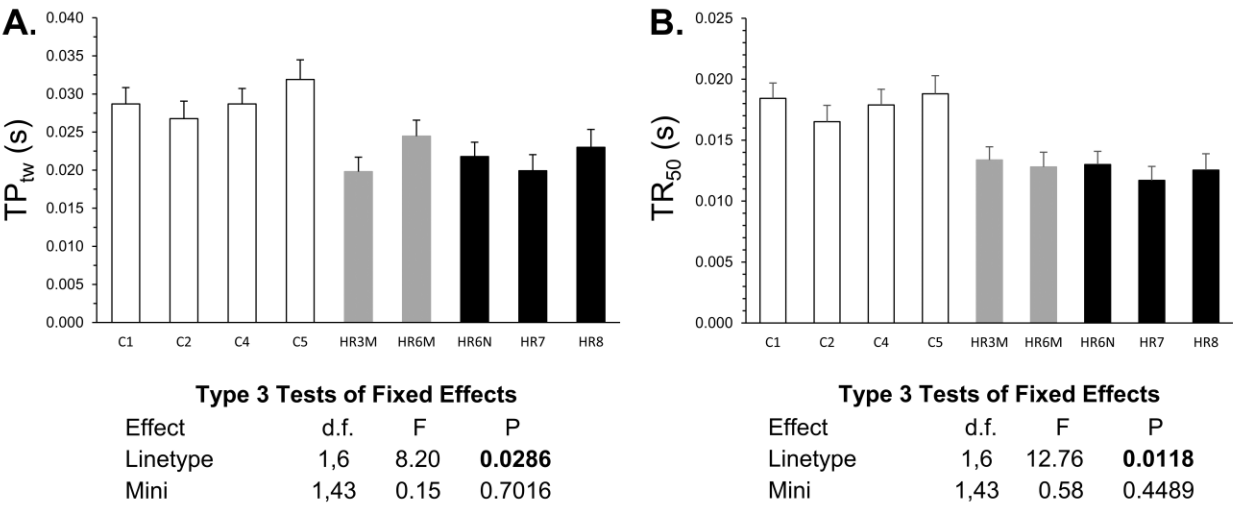 A.
TP_tw (s)
0.040
0.035
0.030
0.025
0.020
0.015
0.010
0.005
0.000
C1 C2 C4 C5 HR3M HR6M HR6N HR7 HR8
Type 3 Tests of Fixed Effects
Effect d.f. F P
Linetype 1,6 8.20 0.0286
Mini 1,43 0.15 0.7016
B.
TR_50 (s)
0.025
0.020
0.015
0.010
0.005
0.000
C1 C2 C4 C5 HR3M HR6M HR6N HR7 HR8
Type 3 Tests of Fixed Effects
Effect d.f. F P
Linetype 1,6 12.76 0.0118
Mini 1,43 0.58 0.4489